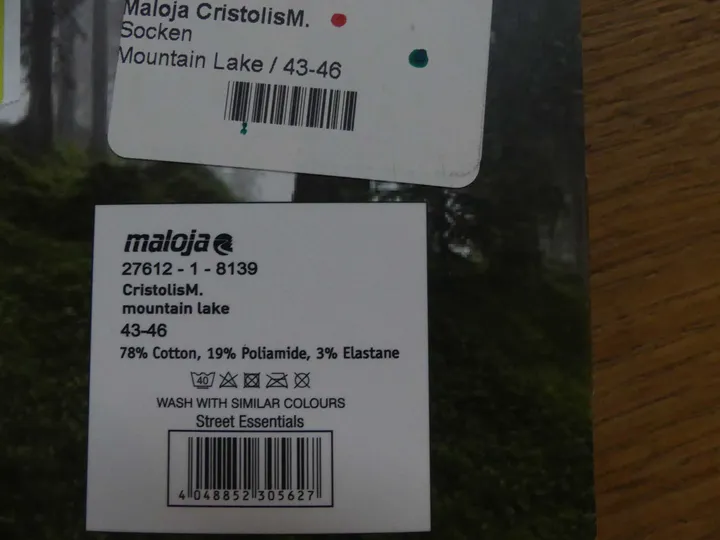 Maloja CristolisM.
Socken
Mountain Lake / 43-46
maloja
27612 - 1 - 8139
CristolisM.
mountain lake
43-46
78% Cotton, 19% Poliamide, 3% Elastane
40
WASH WITH SIMILAR COLOURS
Street Essentials
4 048852 305627